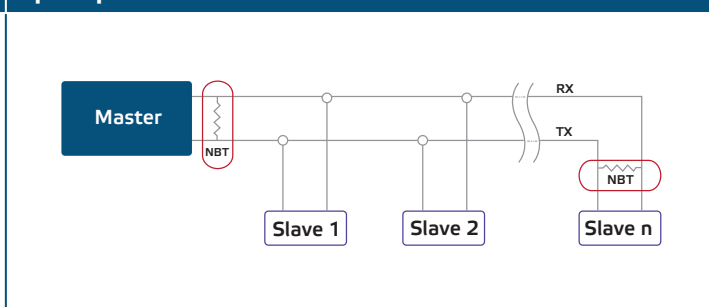 RX
Master
TX
NBT
NBT
Slave 1
Slave 2
Slave n